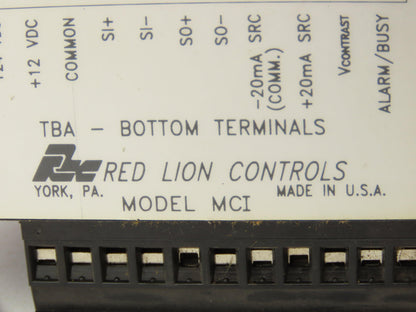 +12 VDC
COMMON
SI+
SI-
SO+
SO-
-20mA SRC
(COMM.)
+20mA SRC
VCONTRAST
ALARM/BUSY
TBA - BOTTOM TERMINALS
RLC RED LION CONTROLS
YORK, PA.
MADE IN U.S.A.
MODEL MCI